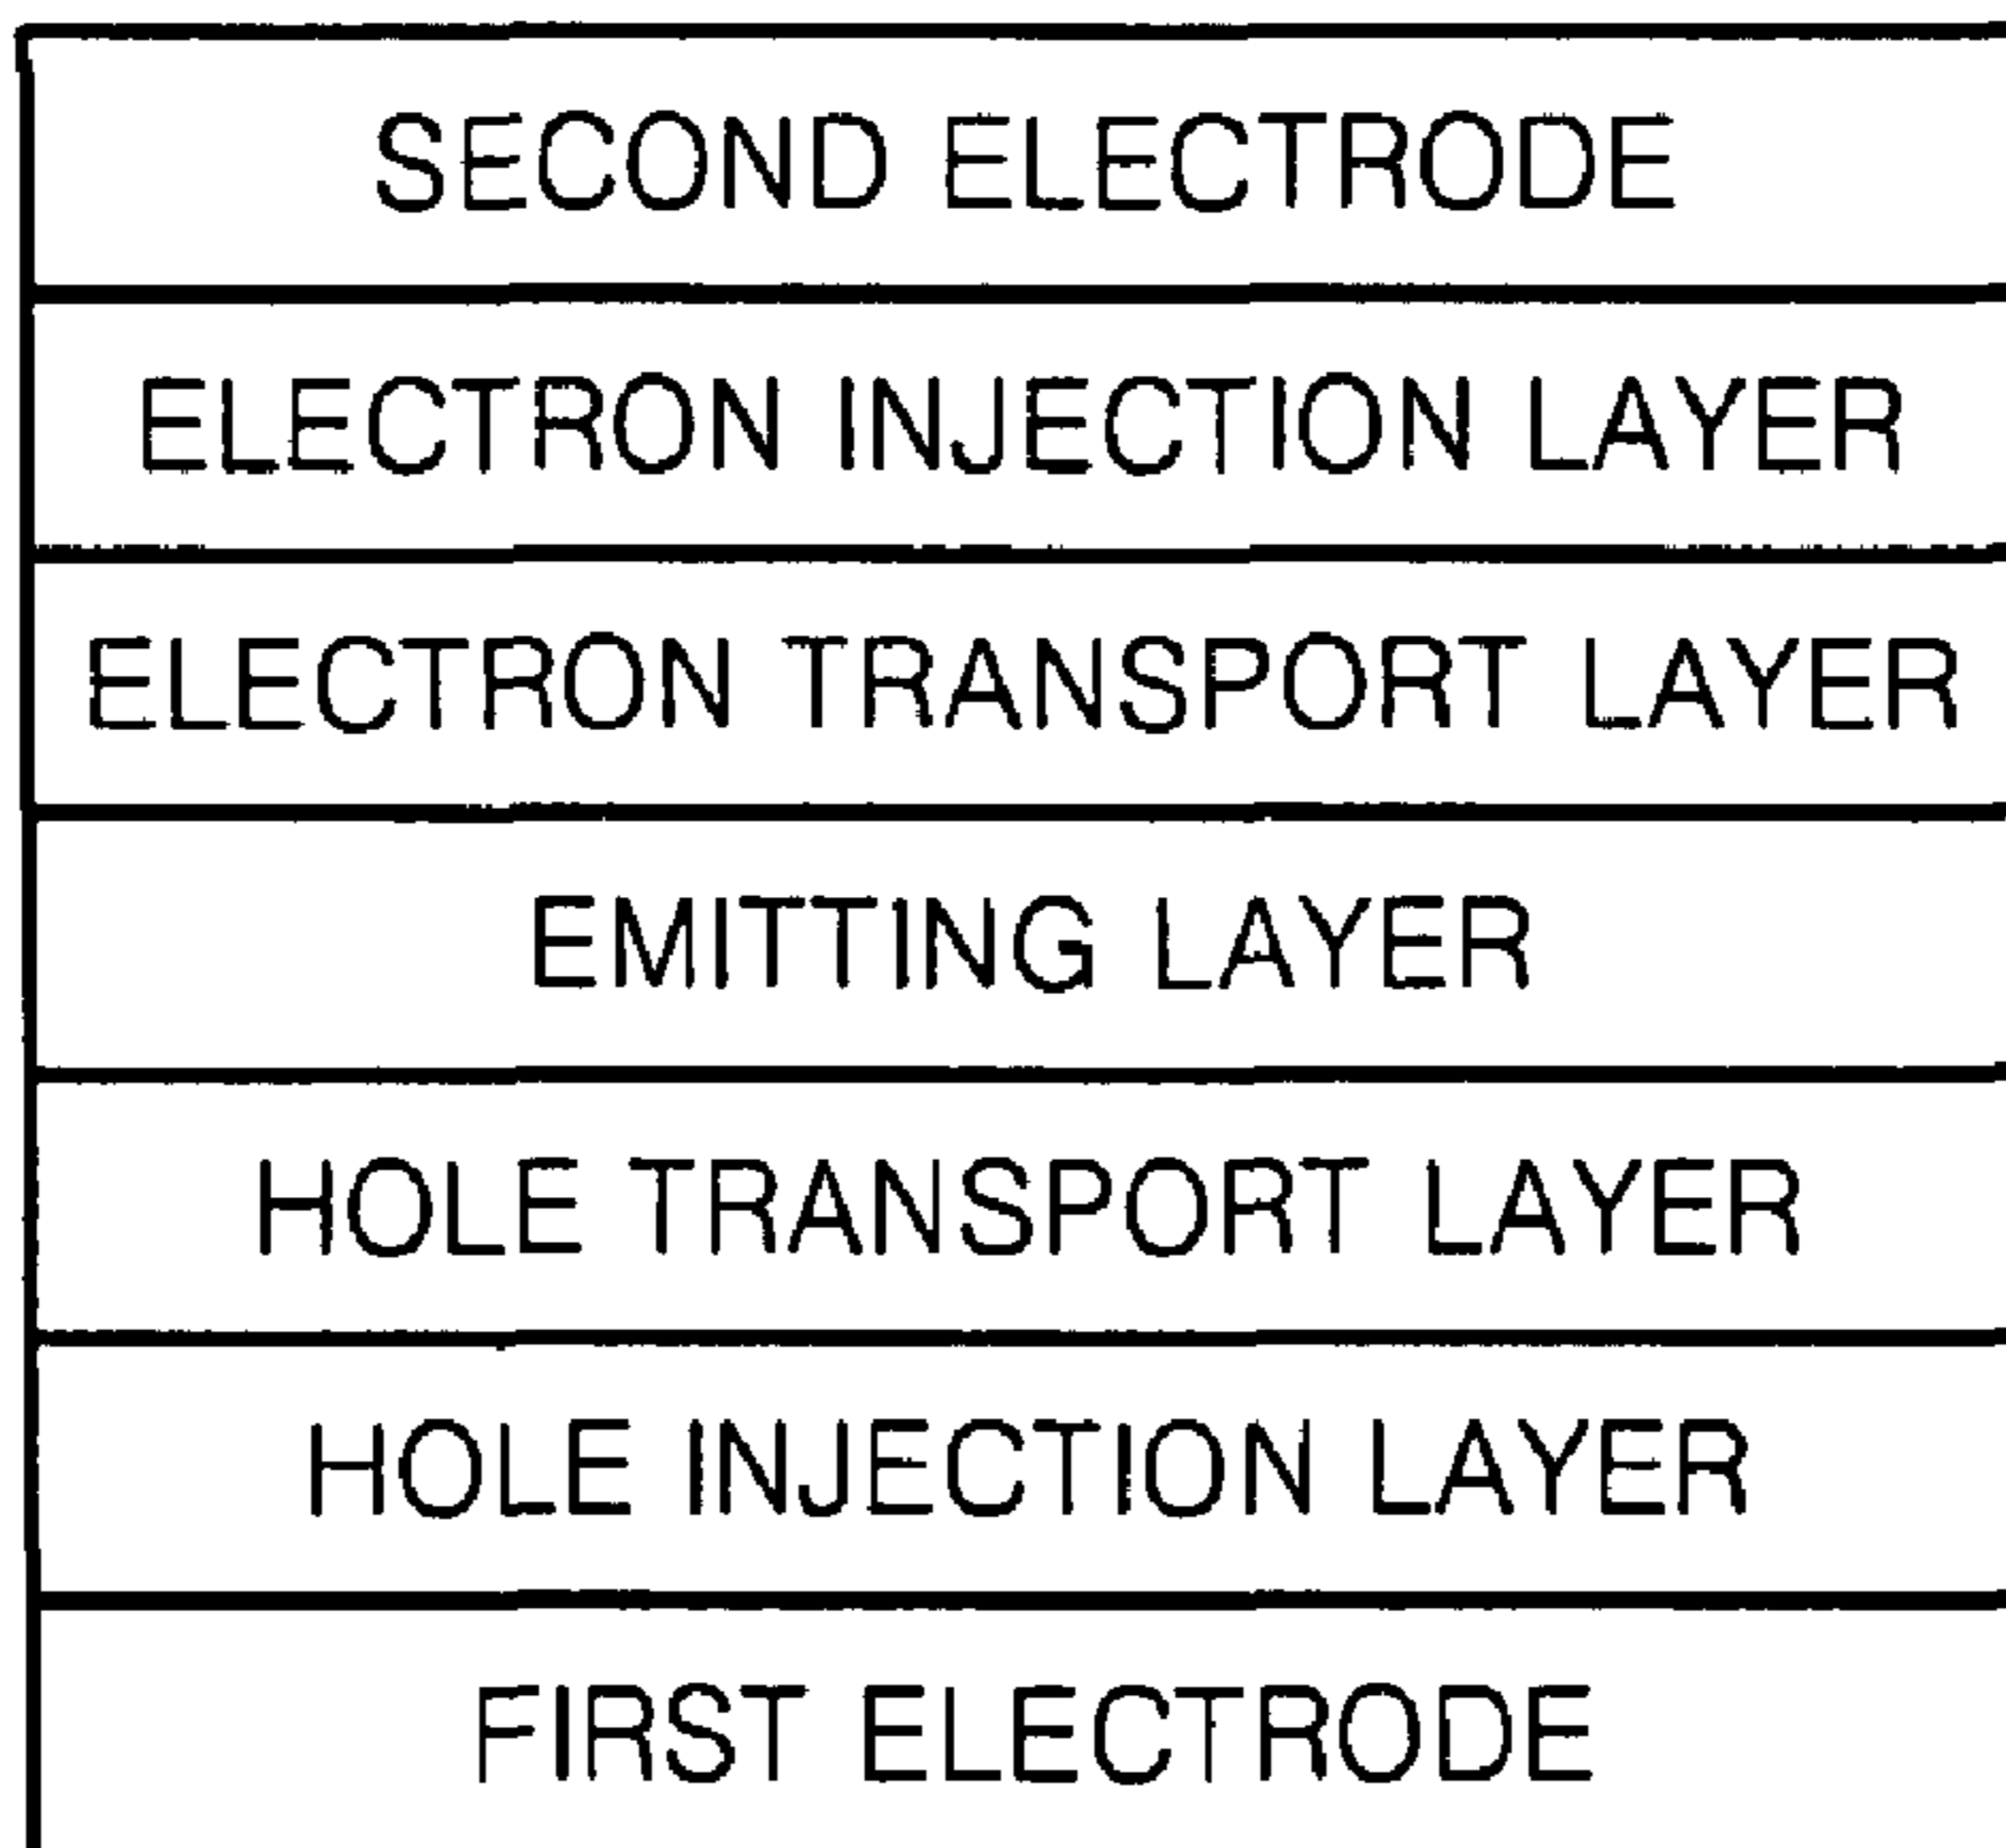 SECOND ELECTRODE
ELECTRON INJECTION LAYER
ELECTRON TRANSPORT LAYER
EMITTING LAYER
HOLE TRANSPORT LAYER
HOLE INJECTION LAYER
FIRST ELECTRODE